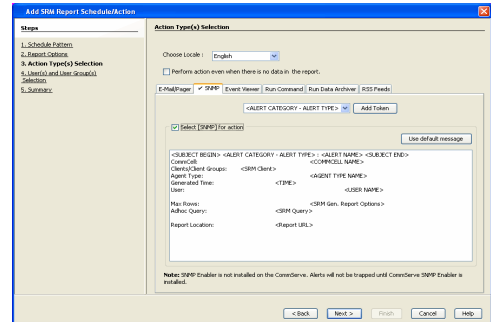 Add SRM Report Schedule/Action
Steps
1. Schedule Pattern
2. Report Options
3. Action Type(s) Selection
4. User(s) and User Group(s)
Selection
5. Summary
Action Type(s) Selection
Choose Locale : English
Perform action even when there is no data in the report.
E-Mail/Pager SNMP Event Viewer Run Command Run Data Archiver RSS Feeds
<ALERT CATEGORY - ALERT TYPE> Add Token
Select [SNMP] for action
Use default message
<SUBJECT BEGIN> <ALERT CATEGORY - ALERT TYPE> : <ALERT NAME> <SUBJECT END>
CommCell: <COMMCELL NAME>
Clients/Client Groups: <SRM Client>
Agent Type: <AGENT TYPE NAME>
Generated Time: <TIME>
User: <USER NAME>
Max Rows: <SRM Gen. Report Options>
Adhoc Query: <SRM Query>
Report Location: <Report URL>
Note: SNMP Enabler is not installed on the CommServe. Alerts will not be trapped until CommServe SNMP Enabler is
installed.
< Back Next > Finish Cancel Help